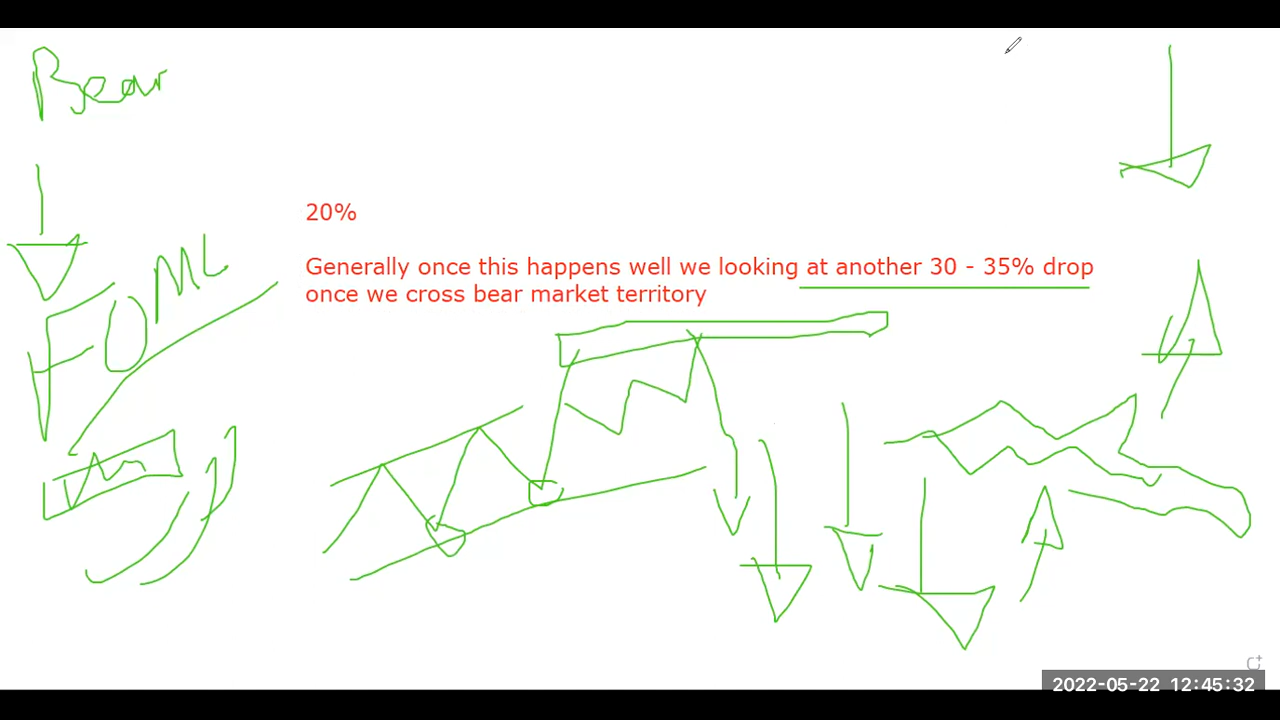 Bear
20%
Generally once this happens well we looking at another 30 - 35% drop
once we cross bear market territory
2022-05-22 12:45:32